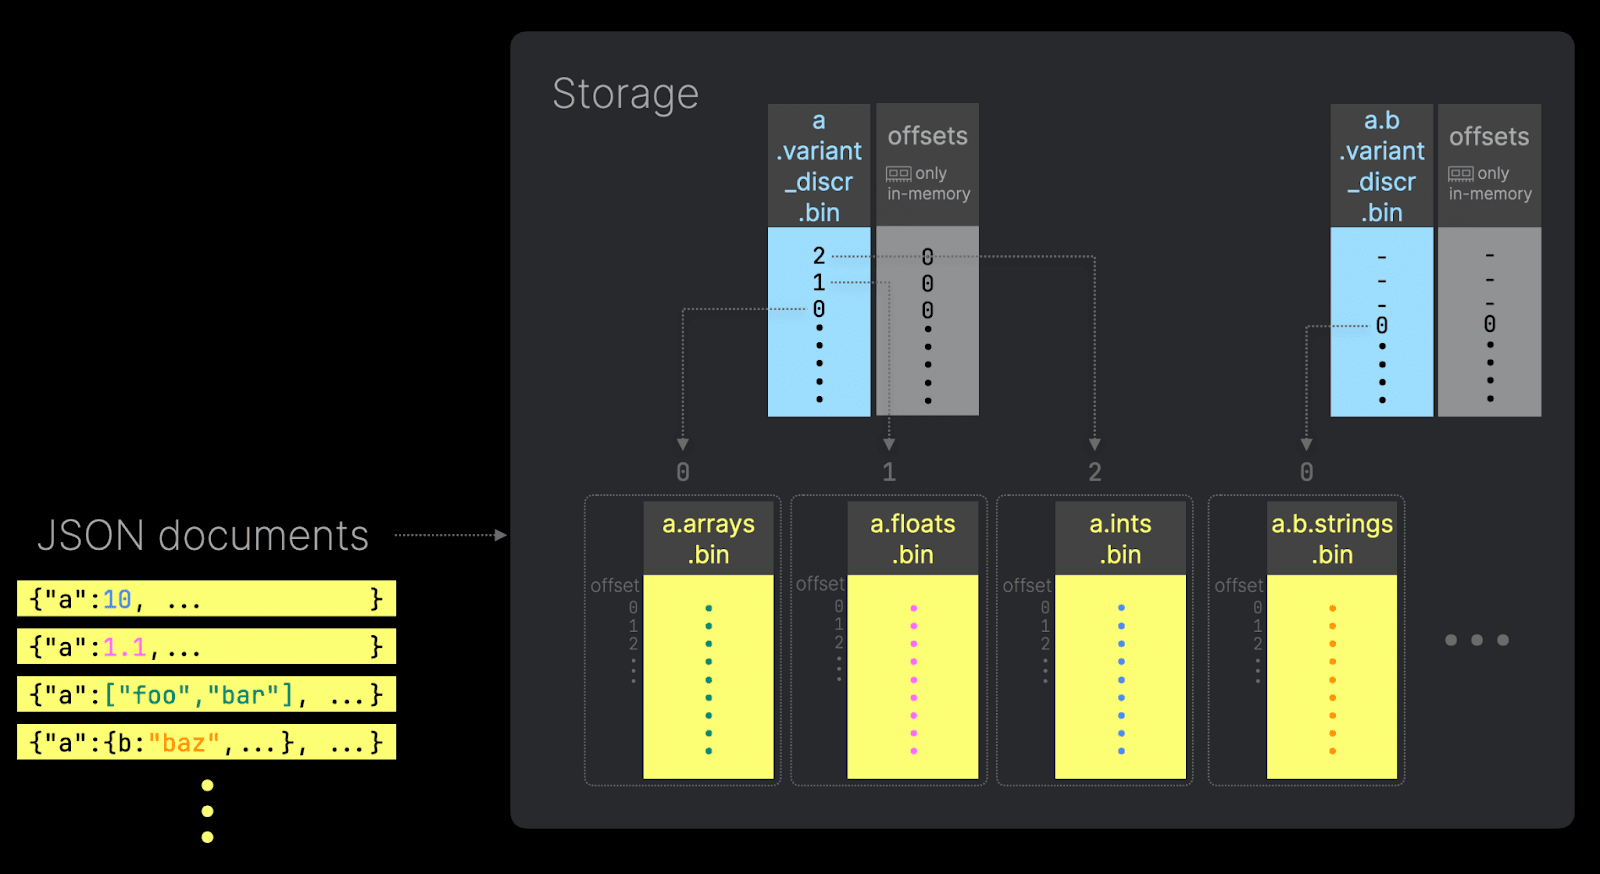 Storage
a
.variant
_discr
.bin
offsets
only
in-memory
2 0
1 0
0 0
a.b
.variant
_discr
.bin
offsets
only
in-memory
- -
- -
- -
0 0
0 1 2 0
a.arrays
.bin
offset
0
1
2
a.floats
.bin
offset
0
1
2
a.ints
.bin
offset
0
1
2
a.b.strings
.bin
offset
0
1
2
JSON documents
{"a":10, ... }
{"a":1.1,... }
{"a":["foo","bar"], ...}
{"a":{b:"baz",...}, ...}